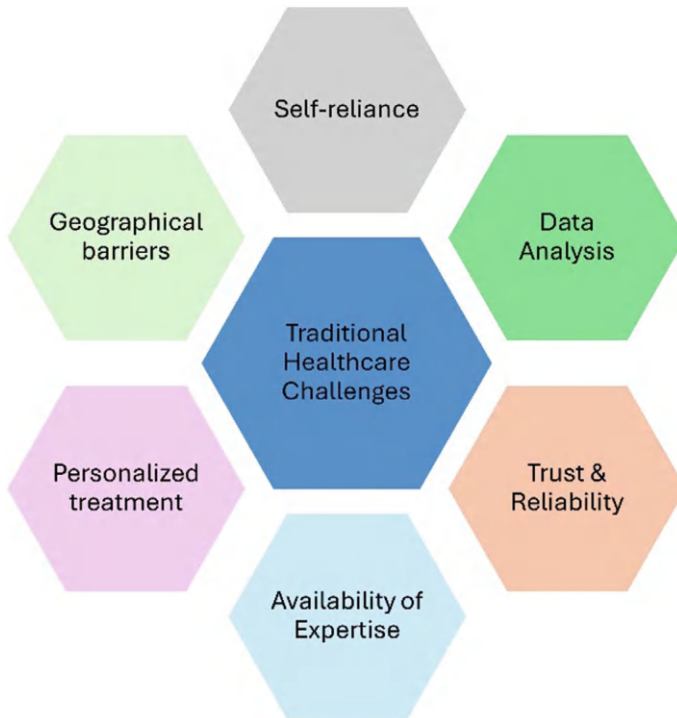 Self-reliance
Geographical
barriers
Data
Analysis
Traditional
Healthcare
Challenges
Personalized
treatment
Trust &
Reliability
Availability of
Expertise